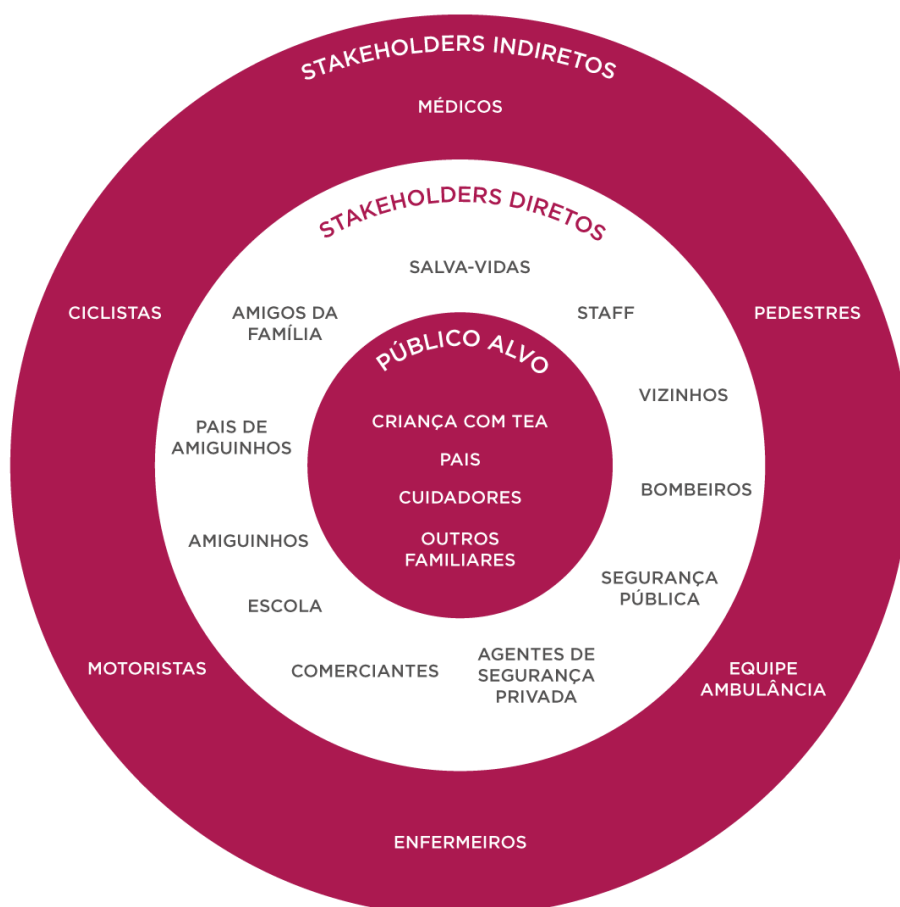 STAKEHOLDERS INDIRETOS
MÉDICOS
CICLISTAS
PEDESTRES
MOTORISTAS
EQUIPE
AMBULÂNCIA
ENFERMEIROS
STAKEHOLDERS DIRETOS
SALVA-VIDAS
AMIGOS DA
FAMÍLIA
STAFF
VIZINHOS
PAIS DE
AMIGUINHOS
BOMBEIROS
AMIGUINHOS
SEGURANÇA
PÚBLICA
ESCOLA
COMERCIANTES
AGENTES DE
SEGURANÇA
PRIVADA
PÚBLICO ALVO
CRIANÇA COM TEA
PAIS
CUIDADORES
OUTROS
FAMILIARES